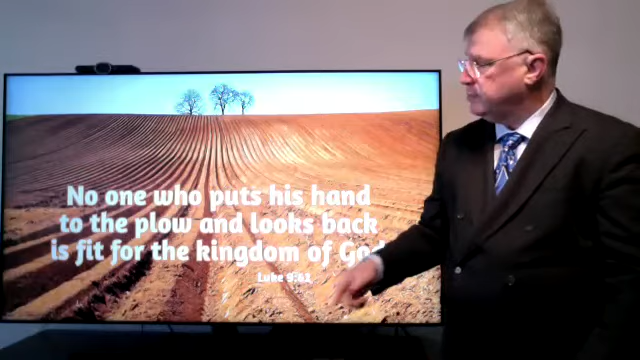 No one who puts his hand
to the plow and looks back
is fit for the kingdom of God
Luke 9:62